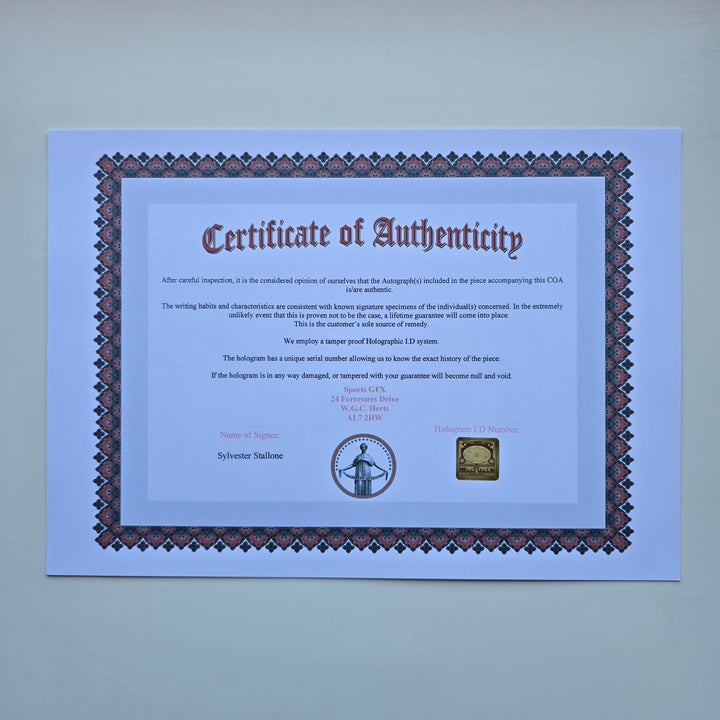 Certificate of Authenticity
After careful inspection, it is the considered opinion of ourselves that the Autograph(s) included in the piece accompanying this COA
is/are authentic.
The writing habits and characteristics are consistent with known signature specimens of the individual(s) concerned. In the extremely
unlikely event that this is proven not to be the case, a lifetime guarantee will come into place.
This is the customer's sole source of remedy.
We employ a tamper proof Holographic I.D system.
The hologram has a unique serial number allowing us to know the exact history of the piece.
If the hologram is in any way damaged, or tampered with your guarantee will become null and void.
Sports GFX
24 Forresters Drive
W.G.C. Herts
AL7 2HW
Name of Signee:
Hologram I.D Number
Sylvester Stallone